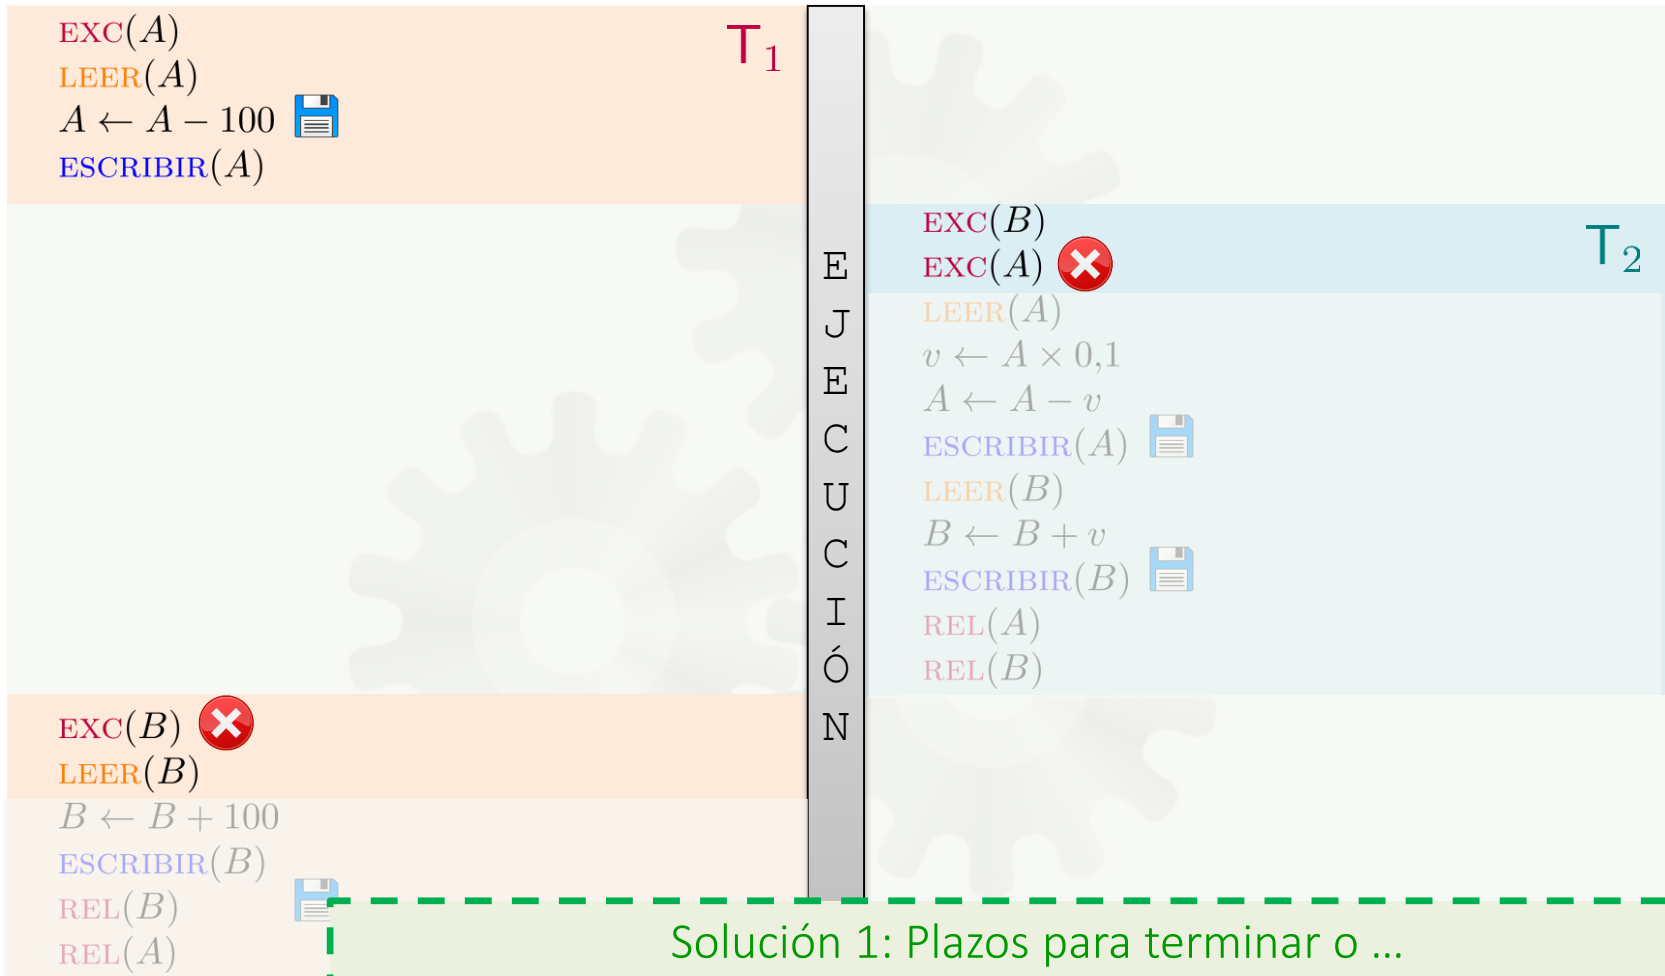 EXC(A)
LEER(A)
A ← A − 100
ESCRIBIR(A)
T1
EJECUCIÓN
EXC(B)
EXC(A)
LEER(A)
v ← A × 0,1
A ← A − v
ESCRIBIR(A)
LEER(B)
B ← B + v
ESCRIBIR(B)
REL(A)
REL(B)
T2
EXC(B)
LEER(B)
B ← B + 100
ESCRIBIR(B)
REL(B)
REL(A)
Solución 1: Plazos para terminar o ...